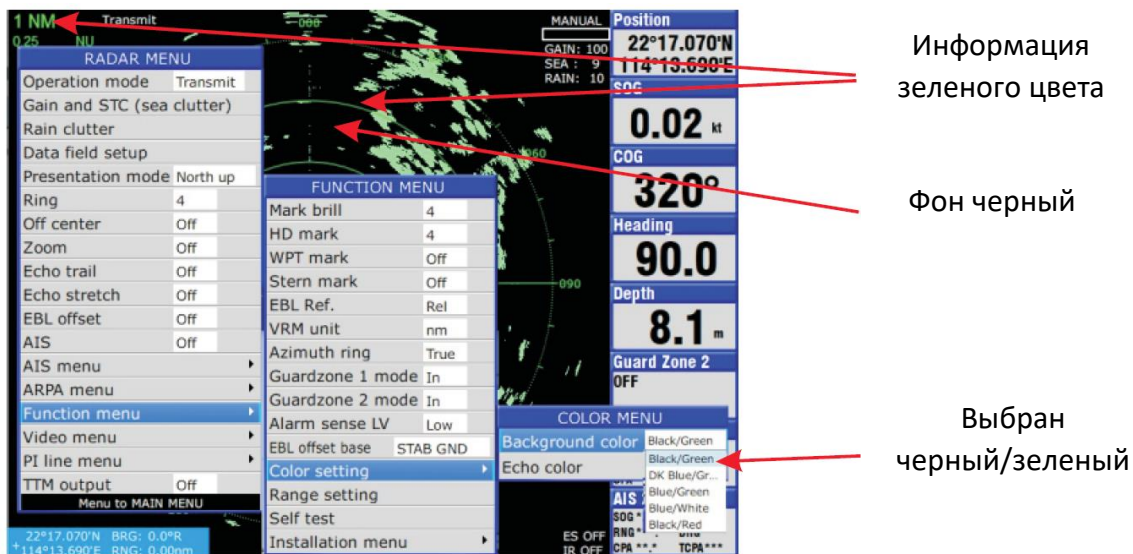 1 NM
Transmit
0.25 NU
000
MANUAL
GAIN: 100
SEA : 9
RAIN: 10
060
090
RADAR MENU
Operation mode Transmit
Gain and STC (sea clutter)
Rain clutter
Data field setup
Presentation mode North up
Ring 4
Off center Off
Zoom Off
Echo trail Off
Echo stretch Off
EBL offset Off
AIS Off
AIS menu
ARPA menu
Function menu
Video menu
PI line menu
TTM output Off
Menu to MAIN MENU
22°17.070'N BRG: 0.0°R
+114°13.690'E RNG: 0.00nm
FUNCTION MENU
Mark brill 4
HD mark 4
WPT mark Off
Stern mark Off
EBL Ref. Rel
VRM unit nm
Azimuth ring True
Guardzone 1 mode In
Guardzone 2 mode In
Alarm sense LV Low
EBL offset base STAB GND
Color setting
Range setting
Self test
Installation menu
COLOR MENU
Background color Black/Green
Echo color
Black/Green
DK Blue/Gr...
Blue/Green
Blue/White
Black/Red
ES OFF
IR OFF
Position
22°17.070'N
114°13.690'E
SOG
0.02 kt
COG
320°
Heading
90.0
Depth
8.1 m
Guard Zone 2
OFF
AIS
SOG *
RNG
CPA **.* TCPA***
Информация
зеленого цвета
Фон черный
Выбран
черный/зеленый